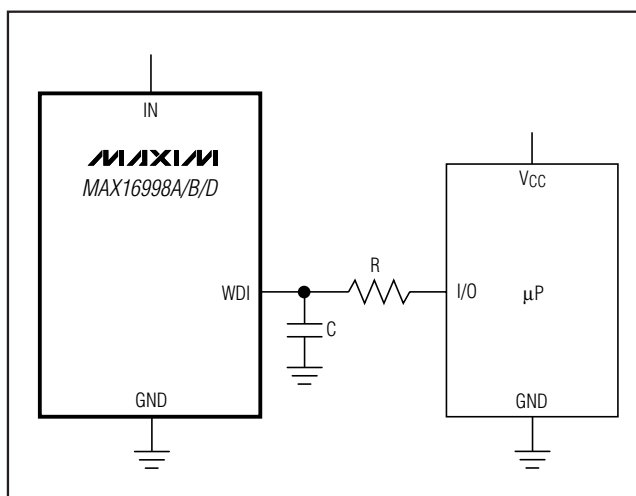 IN
MAXIM
MAX16998A/B/D
VCC
R
WDI
I/O
μP
C
GND
GND